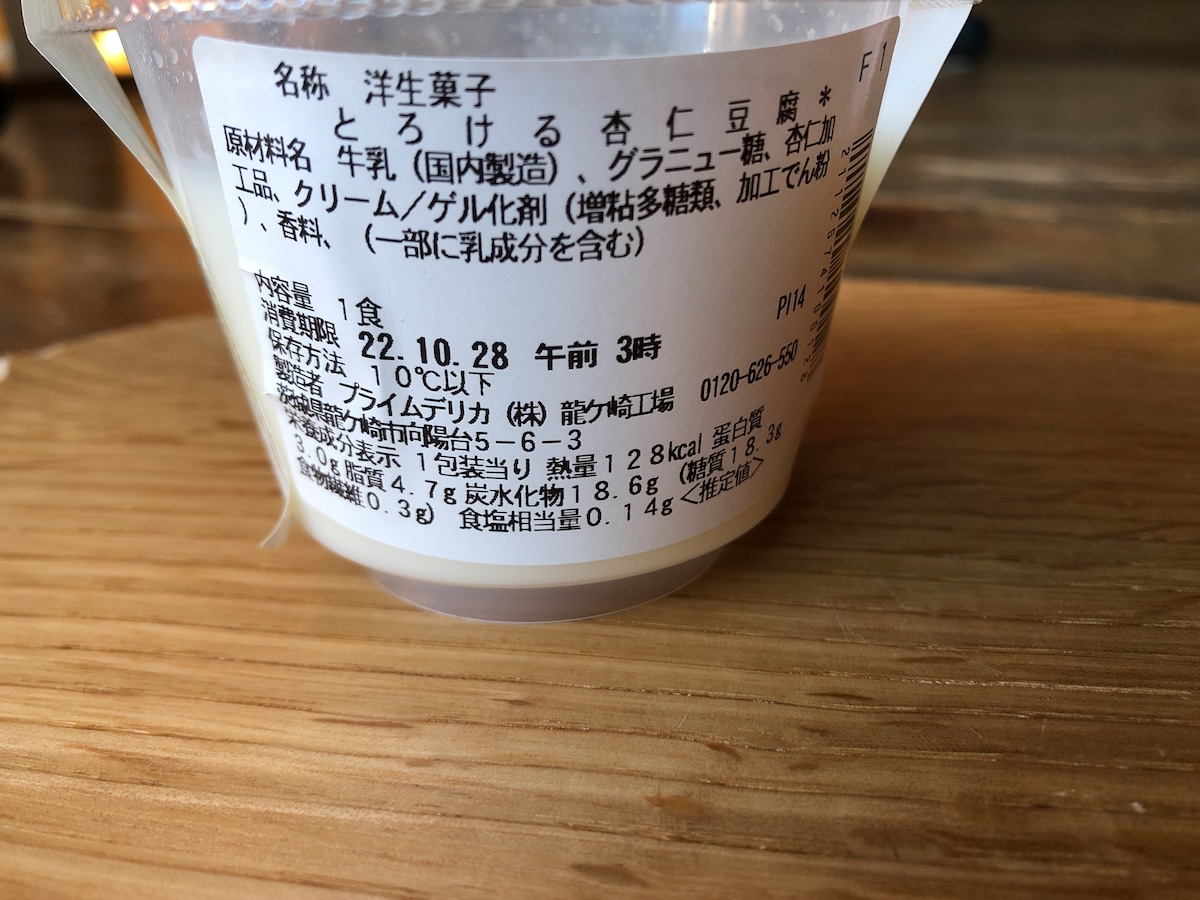 F 1
名称 洋生菓子
とろける杏仁豆腐*
原材料名 牛乳(国内製造)、グラニュー糖、杏仁加
工品、クリーム/ゲル化剤(増粘多糖類、加工でん粉
)、香料、(一部に乳成分を含む)
内容量 1食
消費期限 22.10.28 午前 3時
PI14
保存方法 10℃以下
製造者 プライムデリカ(株)龍ケ崎工場 0120-626-550
茨城県龍ケ崎市向陽台5-6-3
栄養成分表示 1包装当り 熱量128kcal 蛋白質
3.0g 脂質4.7g 炭水化物18.6g (糖質18.3g
食物繊維0.3g) 食塩相当量0.14g <推定値>